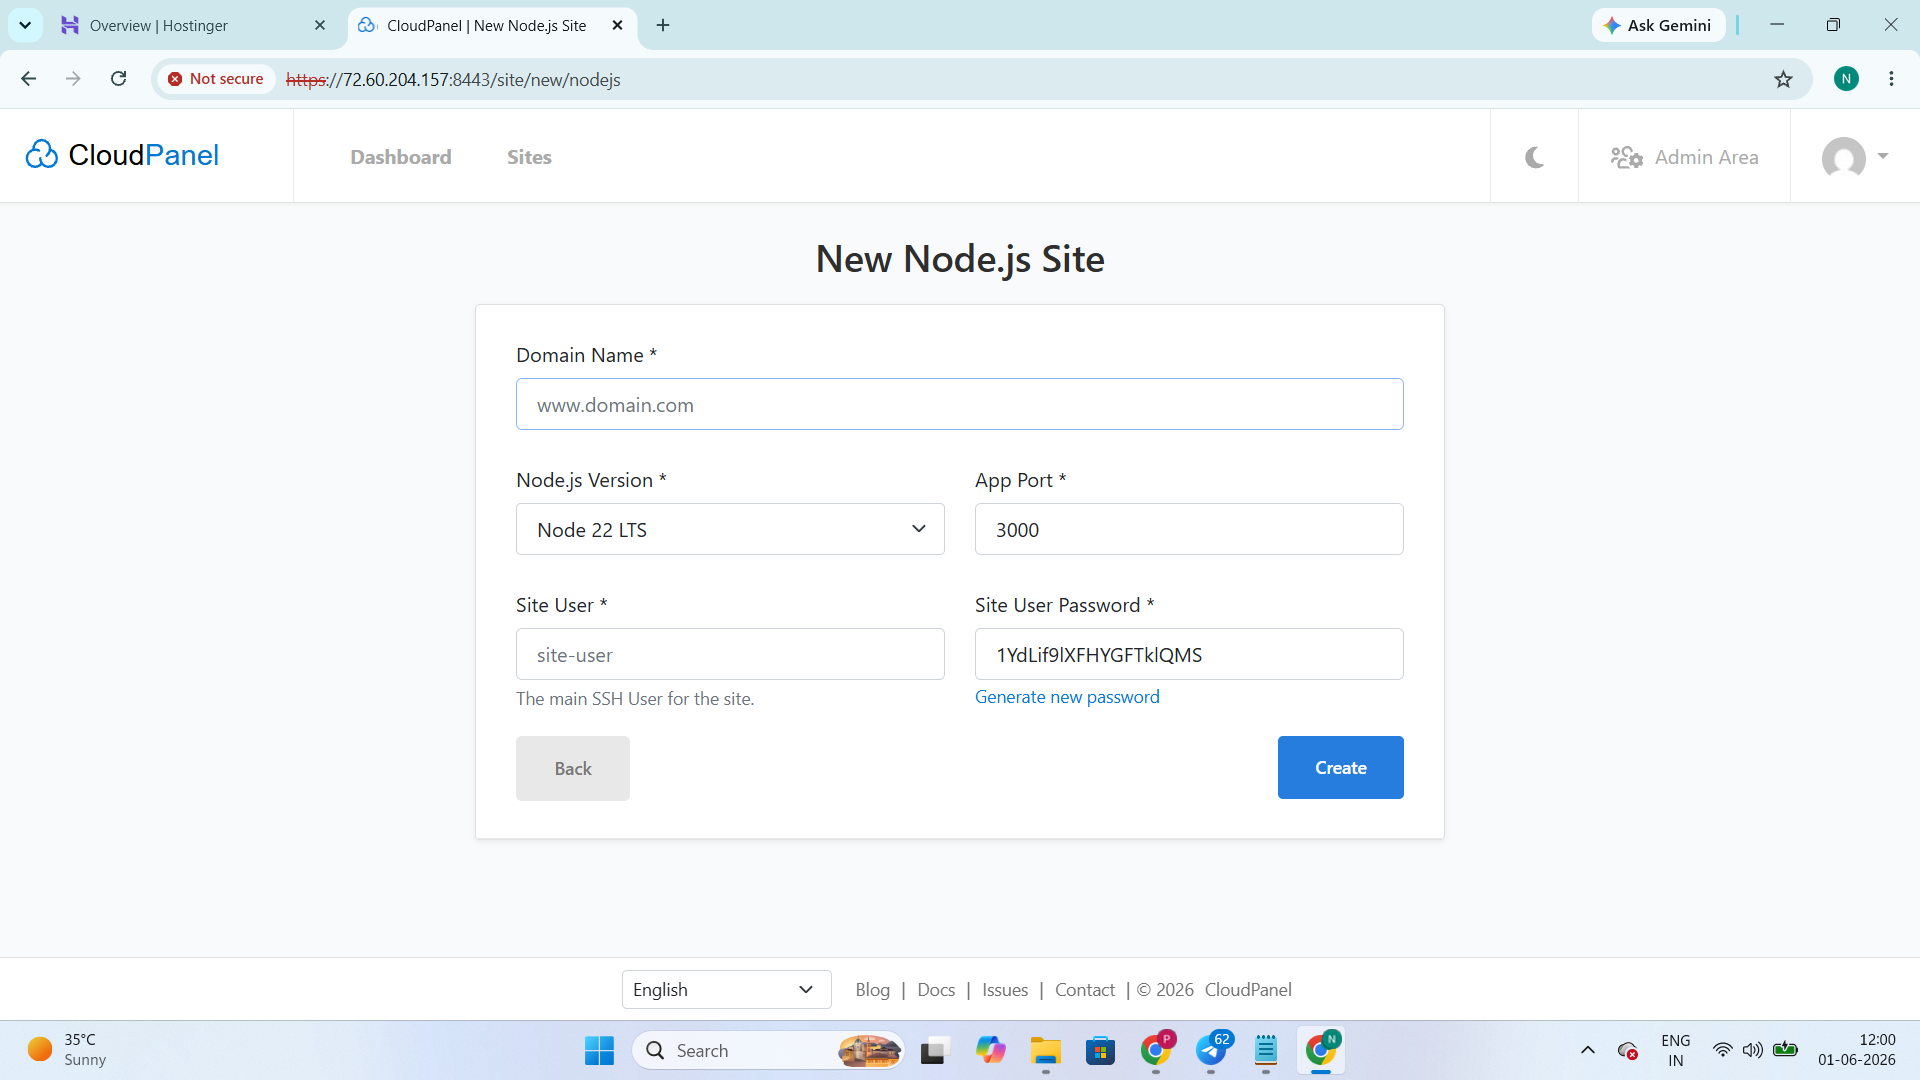 Overview | Hostinger
CloudPanel | New Node.js Site
Ask Gemini
Not secure
https://72.60.204.157:8443/site/new/nodejs
N
CloudPanel
Dashboard
Sites
Admin Area
New Node.js Site
Domain Name *
www.domain.com
Node.js Version *
App Port *
Node 22 LTS
3000
Site User *
Site User Password *
site-user
1YdLif9lXFHYGFTklQMS
The main SSH User for the site.
Generate new password
Back
Create
English
Blog | Docs | Issues | Contact | © 2026 CloudPanel
35°C
Sunny
Search
P
62
N
ENG
IN
12:00
01-06-2026